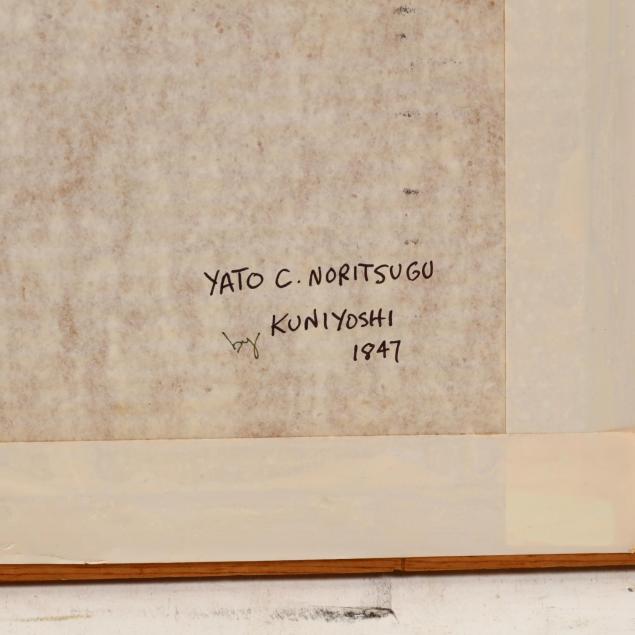 YATO C. NORITSUGU
by KUNIYOSHI
1847